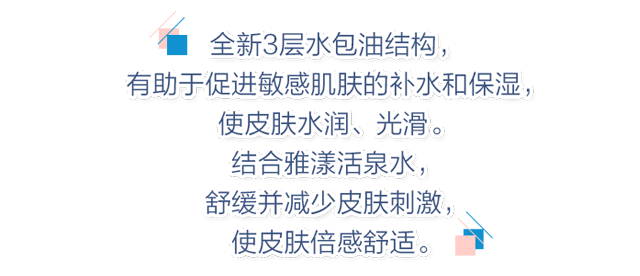 全新3层水包油结构，
有助于促进敏感肌肤的补水和保湿，
使皮肤水润、光滑。
结合雅漾活泉水，
舒缓并减少皮肤刺激，
使皮肤倍感舒适。